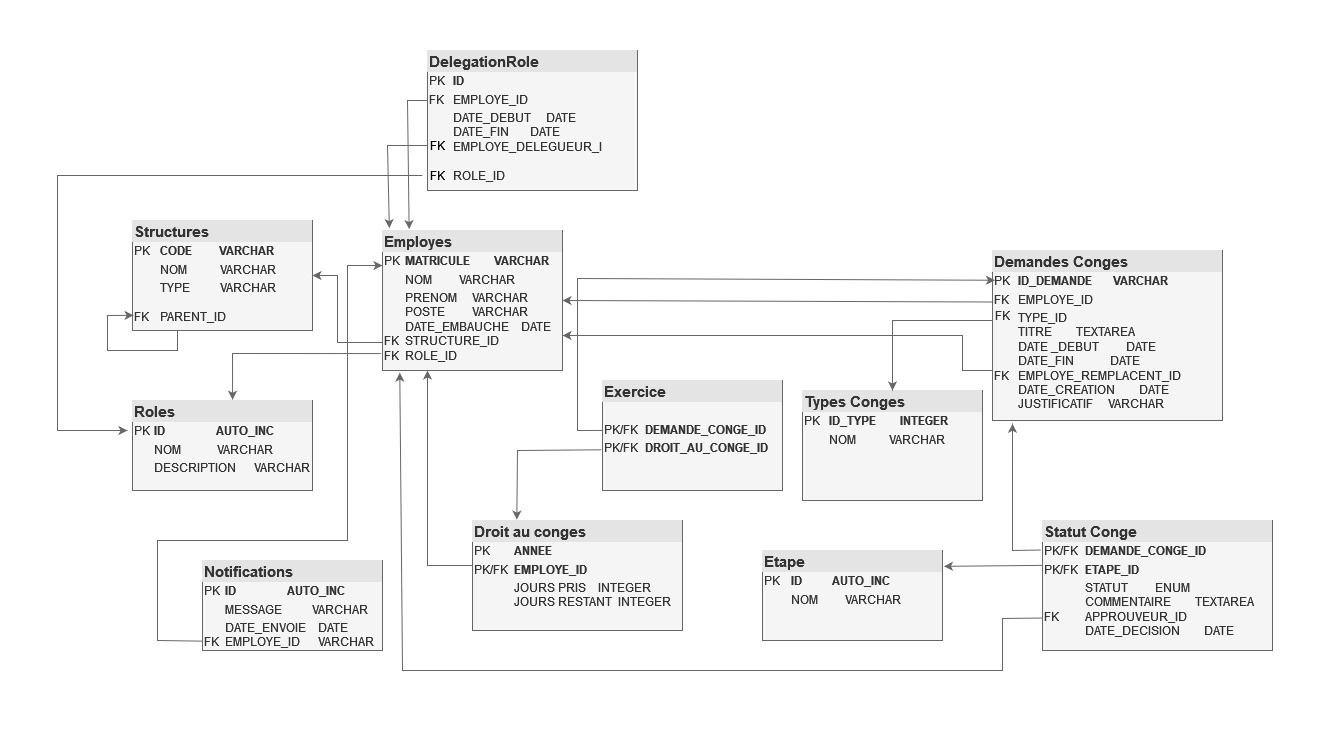 DelegationRole
PK ID
FK EMPLOYE_ID
DATE_DEBUT DATE
DATE_FIN DATE
FK EMPLOYE_DELEGUEUR_I
FK ROLE_ID
Structures
PK CODE VARCHAR
NOM VARCHAR
TYPE VARCHAR
FK PARENT_ID
Employes
PK MATRICULE VARCHAR
NOM VARCHAR
PRENOM VARCHAR
POSTE VARCHAR
DATE_EMBAUCHE DATE
FK STRUCTURE_ID
FK ROLE_ID
Demandes Conges
PK ID_DEMANDE VARCHAR
FK EMPLOYE_ID
FK TYPE_ID
TITRE TEXTAREA
DATE _DEBUT DATE
DATE_FIN DATE
FK EMPLOYE_REMPLACENT_ID
DATE_CREATION DATE
JUSTIFICATIF VARCHAR
Roles
PK ID AUTO_INC
NOM VARCHAR
DESCRIPTION VARCHAR
Exercice
PK/FK DEMANDE_CONGE_ID
PK/FK DROIT_AU_CONGE_ID
Types Conges
PK ID_TYPE INTEGER
NOM VARCHAR
Notifications
PK ID AUTO_INC
MESSAGE VARCHAR
DATE_ENVOIE DATE
FK EMPLOYE_ID VARCHAR
Droit au conges
PK ANNEE
PK/FK EMPLOYE_ID
JOURS PRIS INTEGER
JOURS RESTANT INTEGER
Etape
PK ID AUTO_INC
NOM VARCHAR
Statut Conge
PK/FK DEMANDE_CONGE_ID
PK/FK ETAPE_ID
STATUT ENUM
COMMENTAIRE TEXTAREA
FK APPROUVEUR_ID
DATE_DECISION DATE